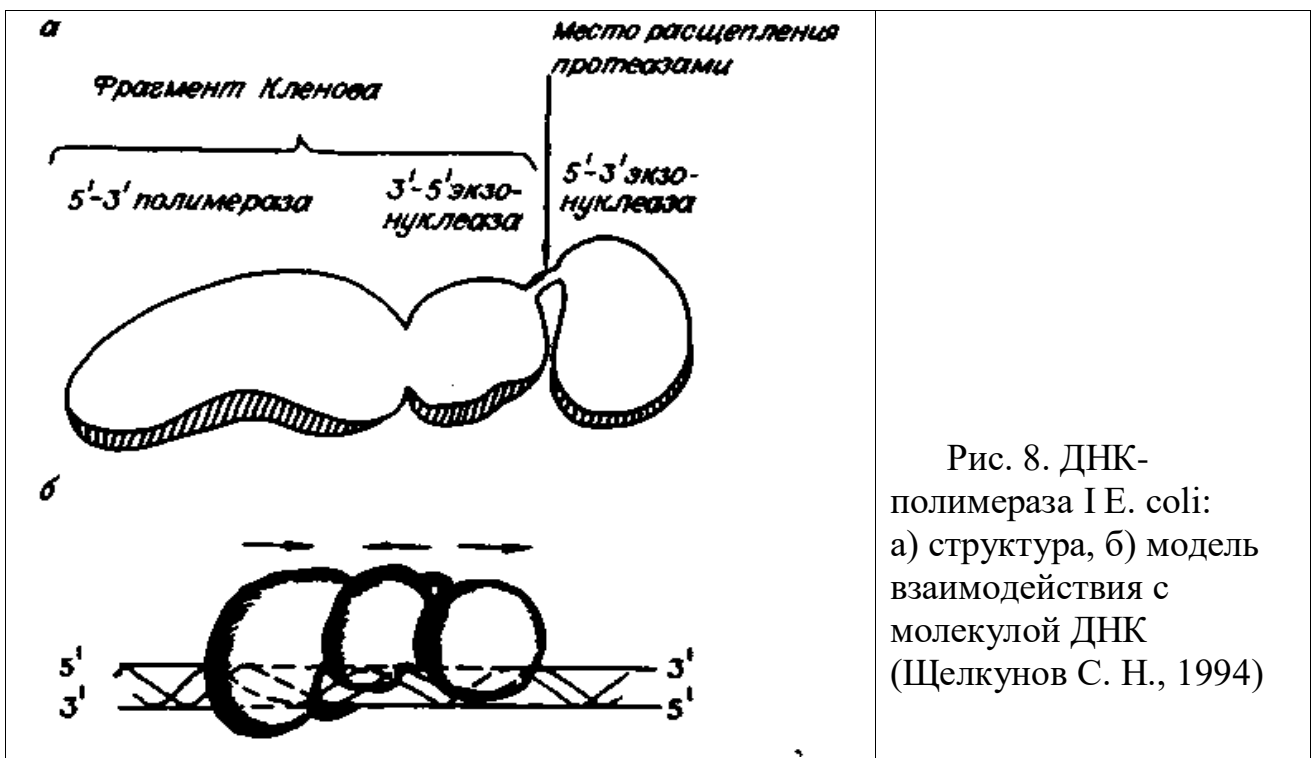 а
Место расщепления
протеазами
Фрагмент Кленова
5'-3' полимераза
3'-5' экзо-
нуклеаза
5'-3' экзо-
нуклеаза
б
5'
3'
3'
5'
Рис. 8. ДНК-
полимераза I E. coli:
а) структура, б) модель
взаимодействия с
молекулой ДНК
(Щелкунов С. Н., 1994)